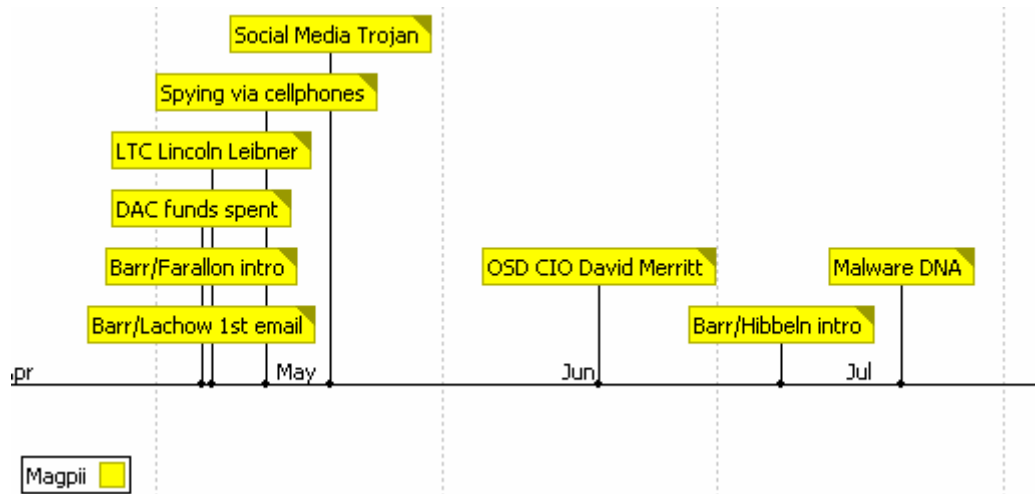 Social Media Trojan
Spying via cellphones
LTC Lincoln Leibner
DAC funds spent
Barr/Farallon intro
OSD CIO David Merritt
Malware DNA
Barr/Lachow 1st email
Barr/Hibbeln intro
pr
May
Jun
Jul
Magpii